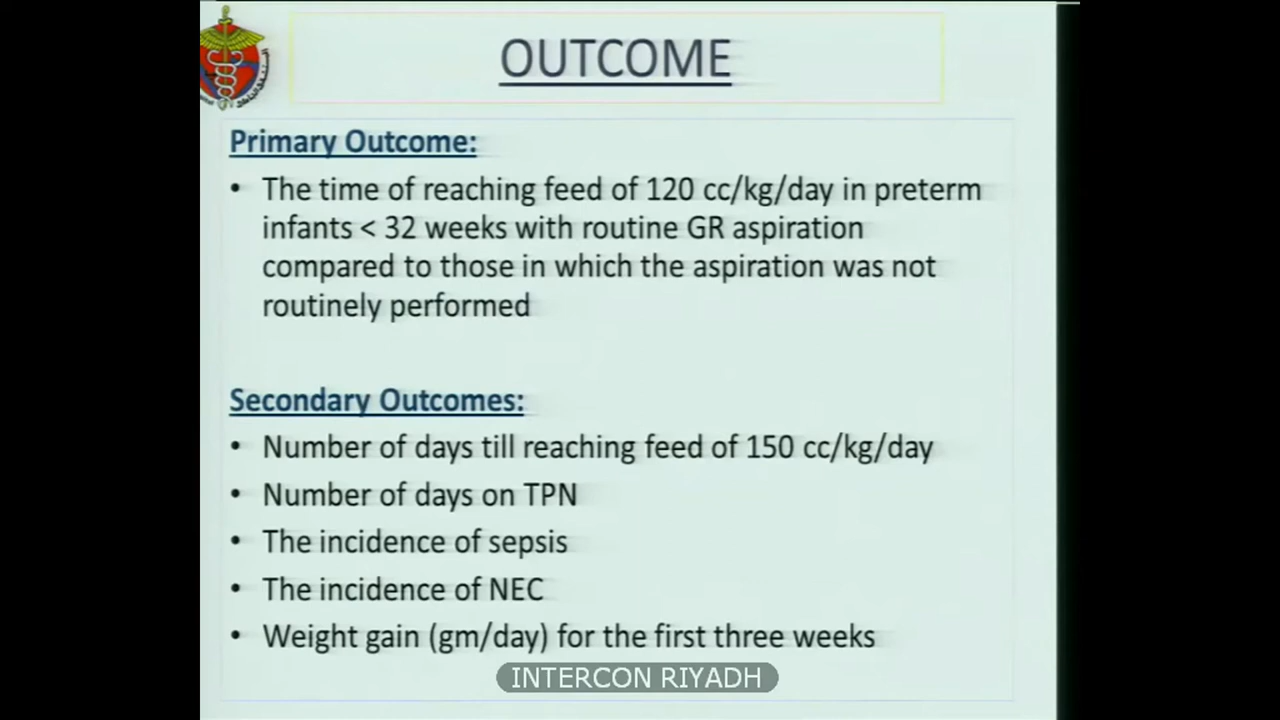 OUTCOME
Primary Outcome:
• The time of reaching feed of 120 cc/kg/day in preterm
infants < 32 weeks with routine GR aspiration
compared to those in which the aspiration was not
routinely performed
Secondary Outcomes:
• Number of days till reaching feed of 150 cc/kg/day
• Number of days on TPN
• The incidence of sepsis
• The incidence of NEC
• Weight gain (gm/day) for the first three weeks
INTERCON RIYADH